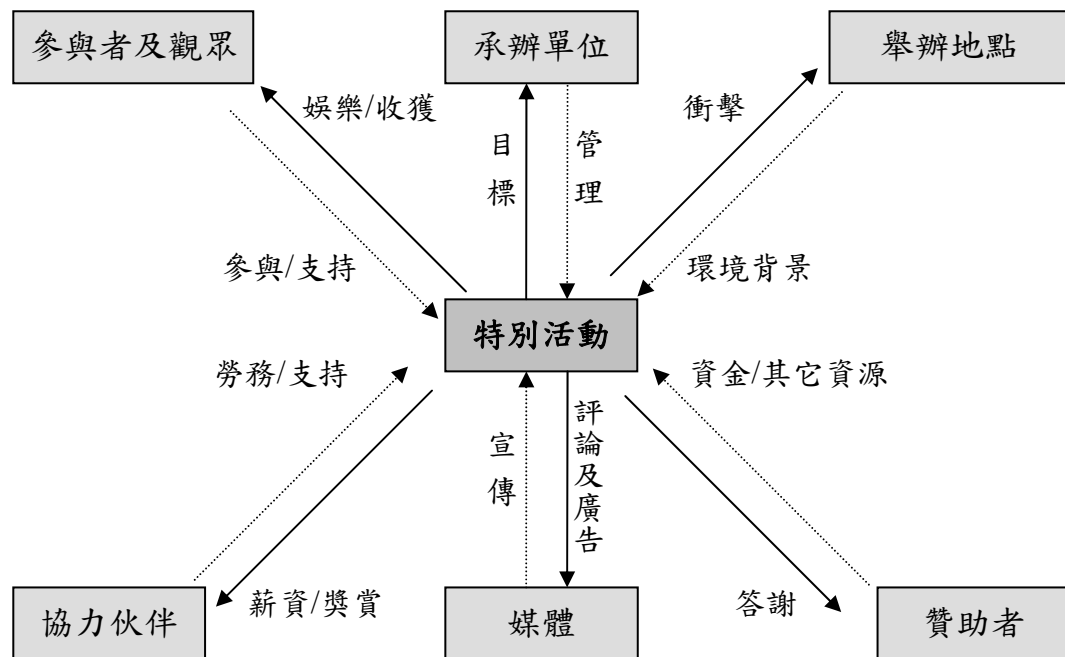 參與者及觀眾
承辦單位
舉辦地點
娛樂/收獲
目標
管理
衝擊
參與/支持
環境背景
特別活動
勞務/支持
宣傳
評論及廣告
資金/其它資源
薪資/獎賞
答謝
協力伙伴
媒體
贊助者